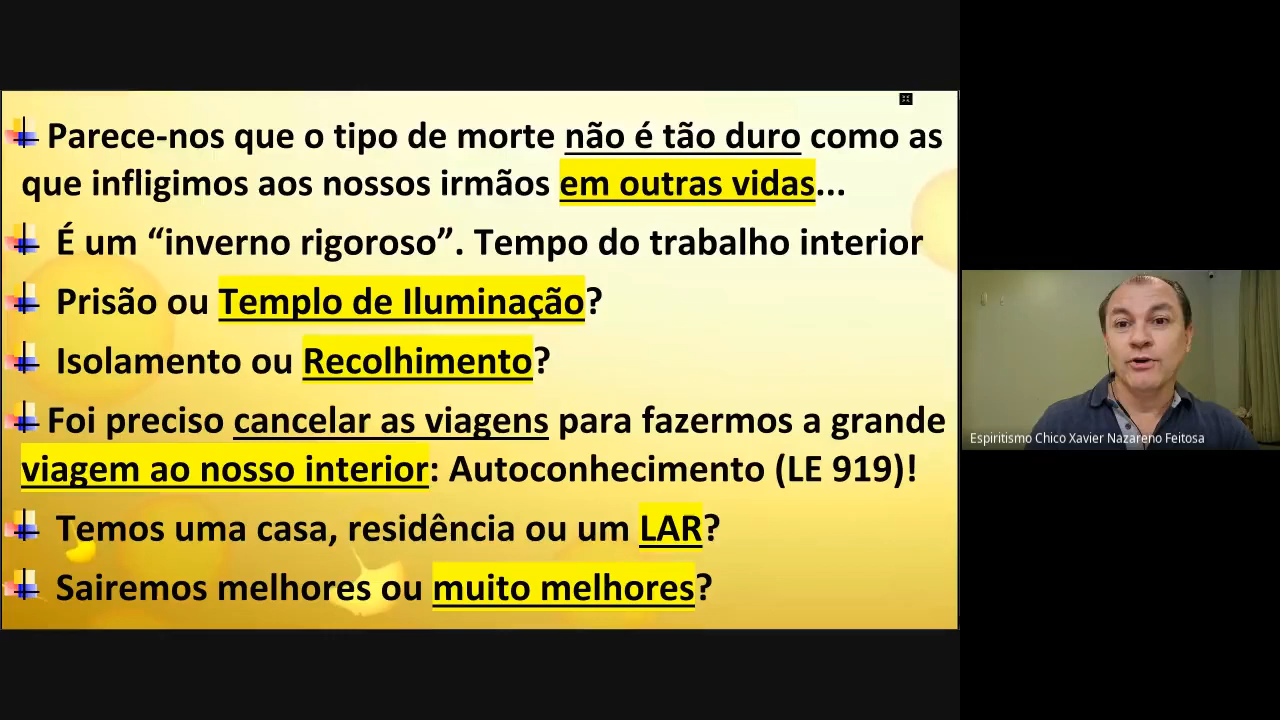 Parece-nos que o tipo de morte não é tão duro como as
que infligimos aos nossos irmãos em outras vidas...
É um “inverno rigoroso”. Tempo do trabalho interior
Prisão ou Templo de Iluminação?
Isolamento ou Recolhimento?
Foi preciso cancelar as viagens para fazermos a grande
viagem ao nosso interior: Autoconhecimento (LE 919)!
Temos uma casa, residência ou um LAR?
Sairemos melhores ou muito melhores?
Espiritismo Chico Xavier Nazareno Feitosa